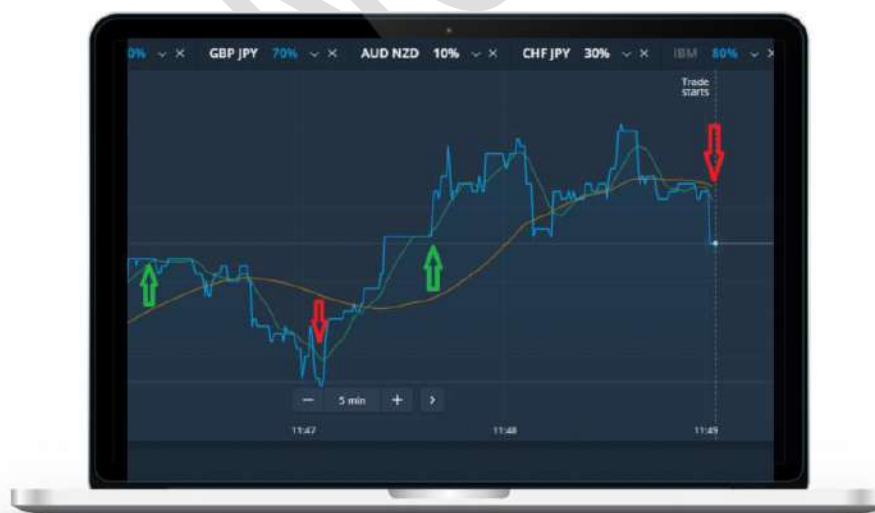 0% GBP JPY 70% AUD NZD 10% CHF JPY 30% IBM 80%
Trade
starts
5 min
11:47 11:48 11:49